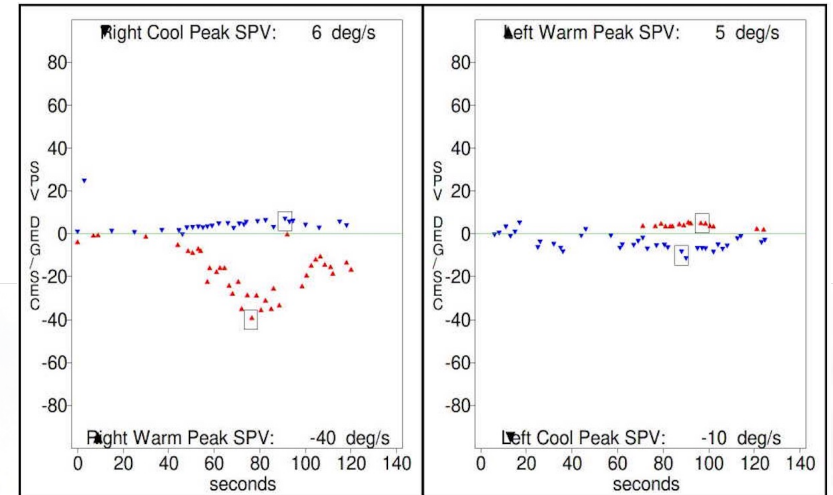 Right Cool Peak SPV: 6 deg/s
80
60
40
20
0
-20
-40
-60
-80
SPV DEG/SEC
Right Warm Peak SPV: -40 deg/s
0 20 40 60 80 100 120 140
seconds
Left Warm Peak SPV: 5 deg/s
80
60
40
20
0
-20
-40
-60
-80
SPV DEG/SEC
Left Cool Peak SPV: -10 deg/s
0 20 40 60 80 100 120 140
seconds